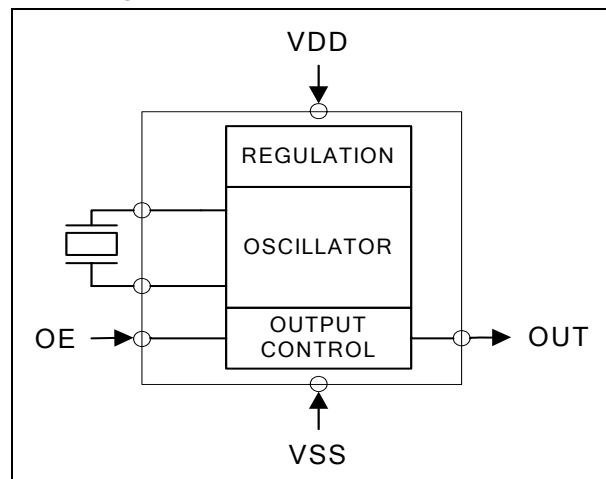 VDD
REGULATION
OSCILLATOR
OE
OUTPUT
CONTROL
OUT
VSS